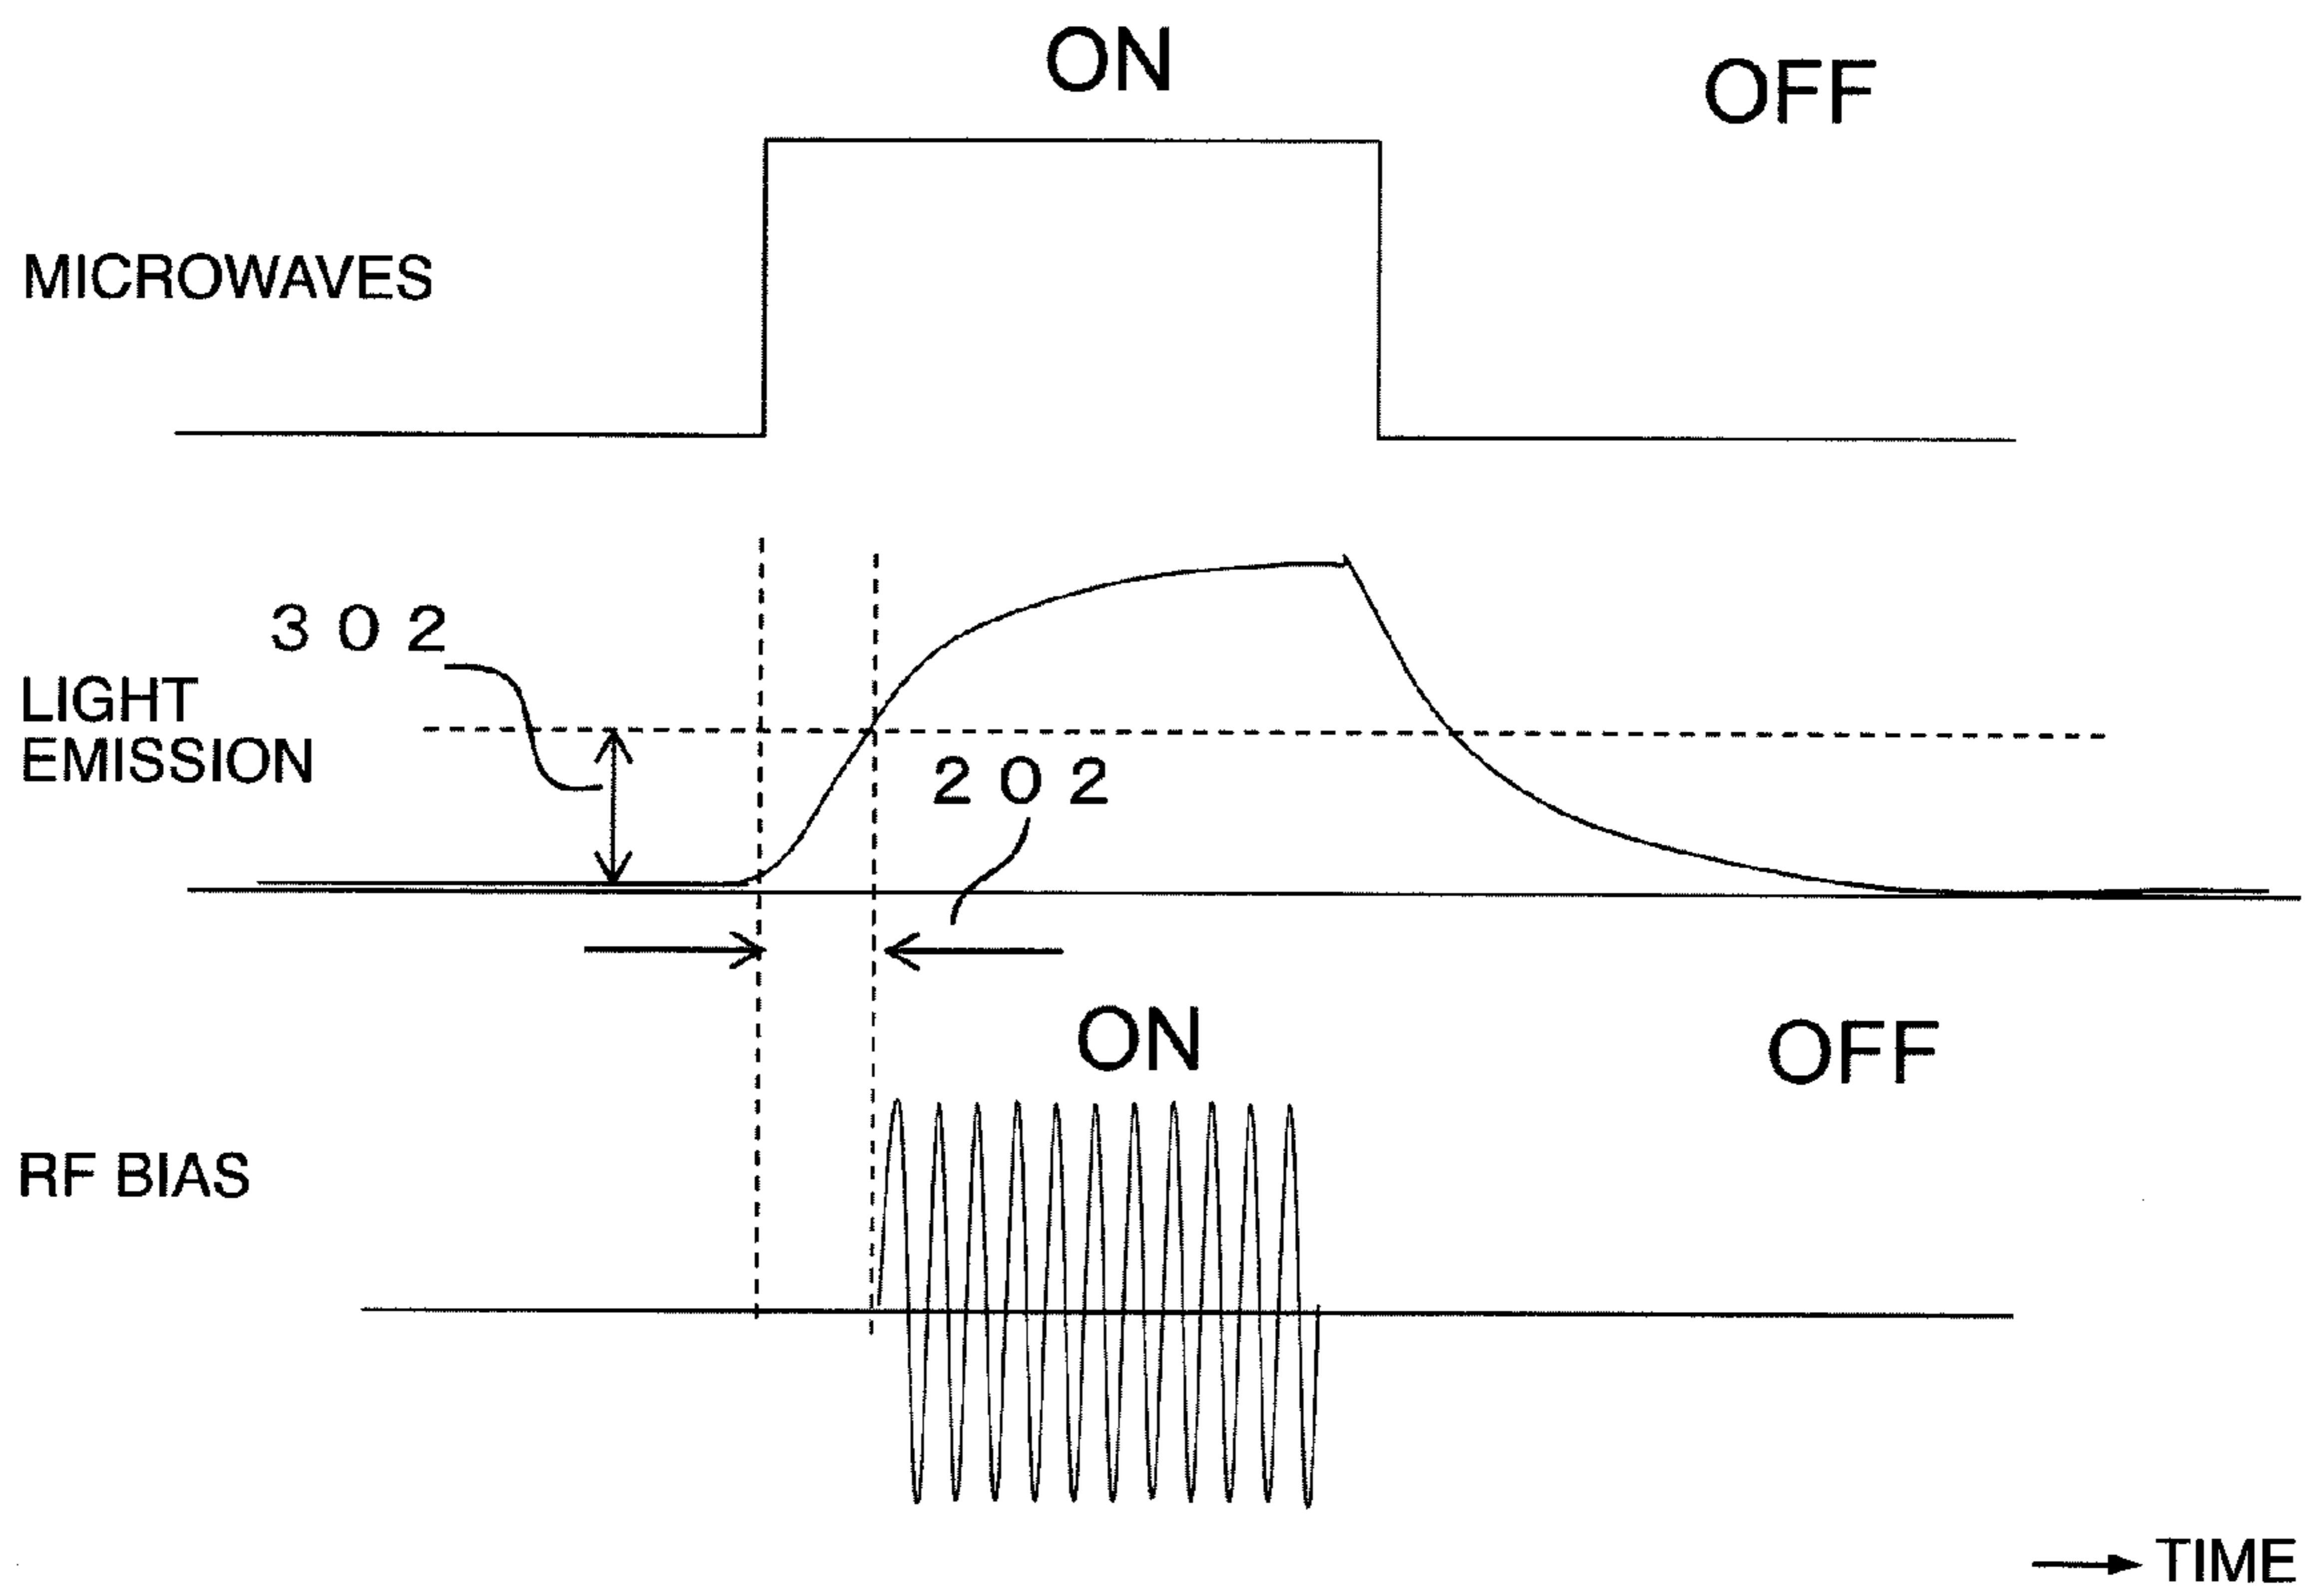 ON
OFF
MICROWAVES
302
LIGHT
EMISSION
202
ON
OFF
RF BIAS
TIME